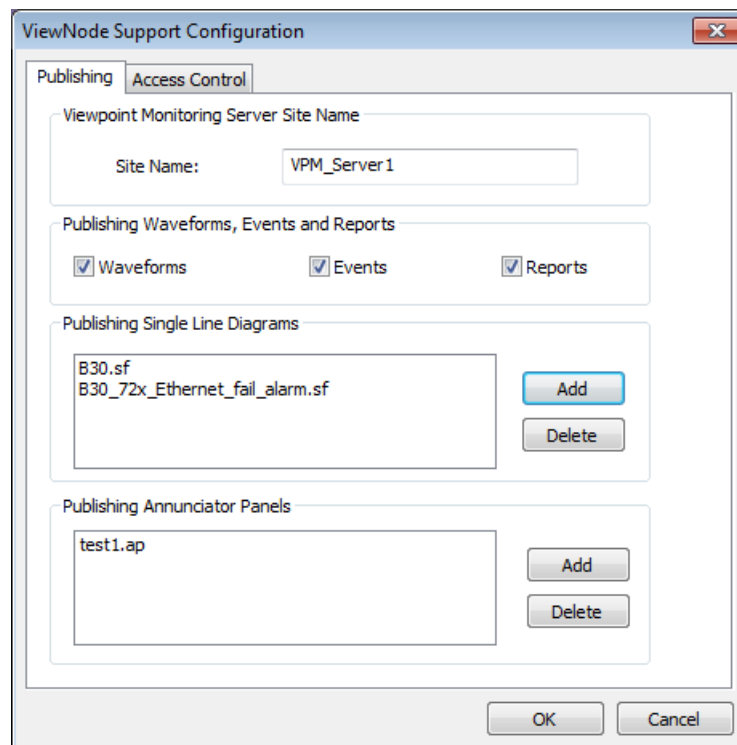 ViewNode Support Configuration
Publishing Access Control
Viewpoint Monitoring Server Site Name
Site Name: VPM_Server1
Publishing Waveforms, Events and Reports
Waveforms Events Reports
Publishing Single Line Diagrams
B30.sf
B30_72x_Ethernet_fail_alarm.sf
Add
Delete
Publishing Annunciator Panels
test1.ap
Add
Delete
OK Cancel